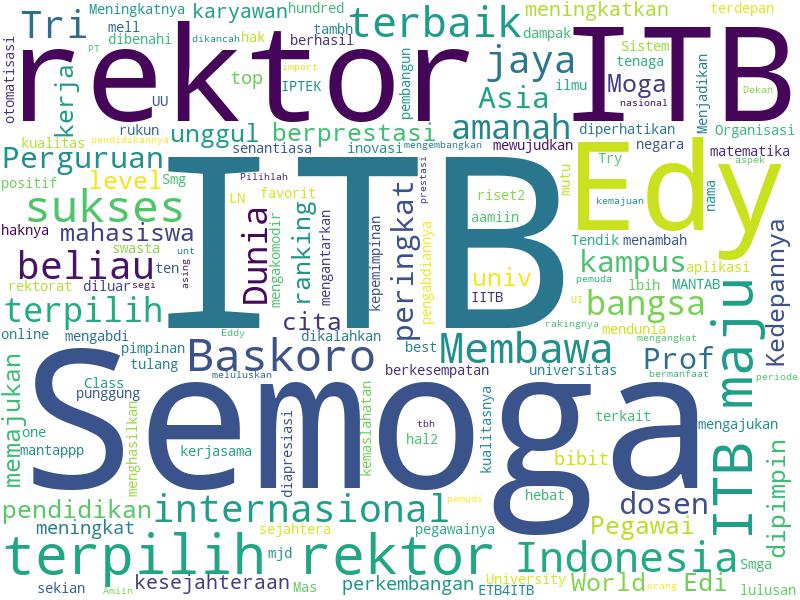 Meningkatnya karyawan hundred meningkatkan terdepan
Tri mell tambh terbaik dampak
otomatisasi PT dibenahi dikancah hak berhasil
rektor ITB
UU top import IPTEK pembangun jaya Sistem tenaga Moga nasional Dekan
kerja Asia ilmu Menjadikan
rukun unggul berprestasi amanah diperhatikan Organisasi
kualitas pendidikannya senantiasa inovasi mengembangkan mewujudkan negara matematika
Perguruan Pilihlah prestasi Try aspek
positif level Smg LN favorit riset2 mutu kemajuan nama
ITB Edy
sukses aamiin
haknya mahasiswa Dunia mengakomodir ranking mengantarkan kepemimpinan peringkat pengabdiannya Tendik menambah
swasta unt asing kampus aplikasi Kedepannya
beliau ten univ
rektorat diluar segi IITB pemuda lbih MANTAB
terpilih cita UI bangsa maju
online mengabdi Eddy dikalahkan rakingnya mendunia
pimpinan Baskoro best Membawa mengangkat Prof
tulang meluluskan berkesempatan universitas bermanfaat periode
memajukan Class
punggung
Semoga
one menghasilkan diapresiasi kemaslahatan tbh kualitasnya terkait mengajukan
mantappp kerjasama hal2 ITB dipimpin
bibit
hebat dosen
pendidikan internasional pemudi
meningkat sejahtera pegawainya Pegawai
terpilih rektor Indonesia
mjd Smga
sekian kesejahteraan Mas perkembangan University World orang Edi
Amiin ETB4ITB lulusan